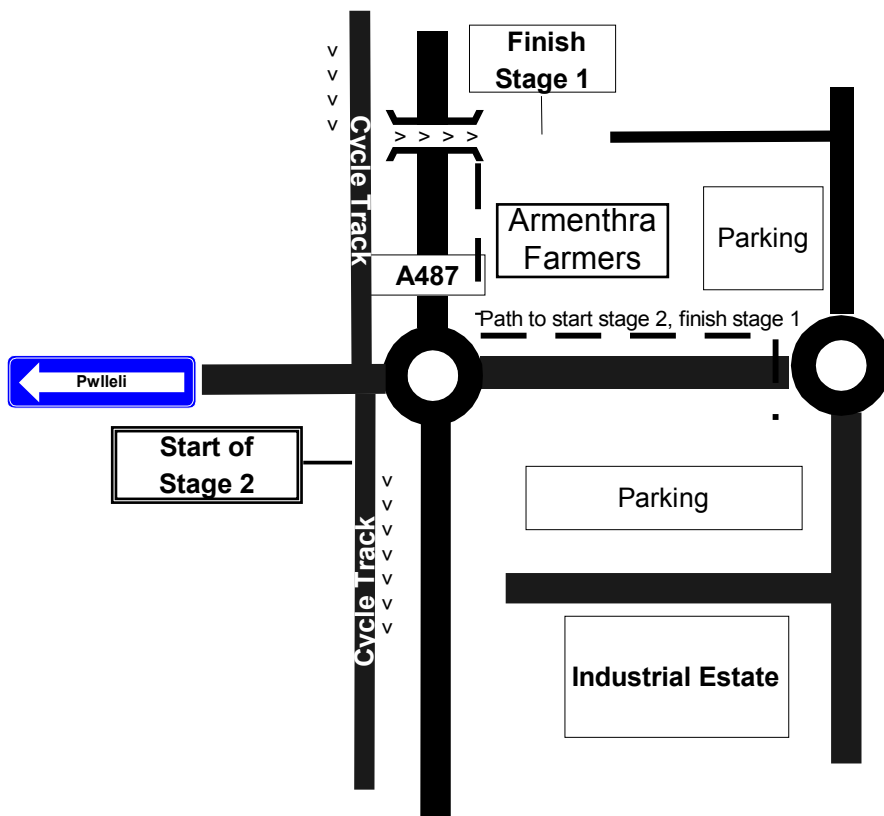 Finish
Stage 1
v
v
v
v
Cycle Track
> > > >
Armenthra
Farmers
Parking
A487
Path to start stage 2, finish stage 1
Pwlleli
Start of
Stage 2
Parking
v
v
v
v
v
v
v
Cycle Track
Industrial Estate